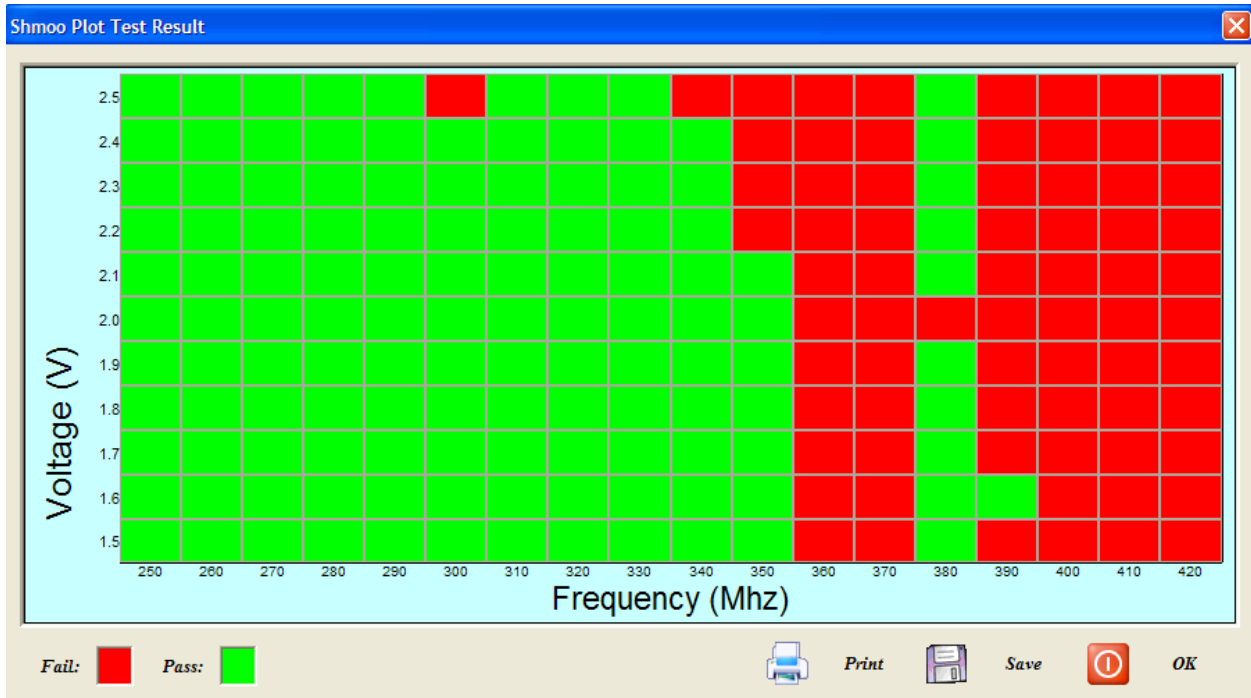 Shmoo Plot Test Result
2.5
2.4
2.3
2.2
2.1
2.0
1.9
1.8
1.7
1.6
1.5
Voltage (V)
250 260 270 280 290 300 310 320 330 340 350 360 370 380 390 400 410 420
Frequency (Mhz)
Fail: Pass: Print Save OK